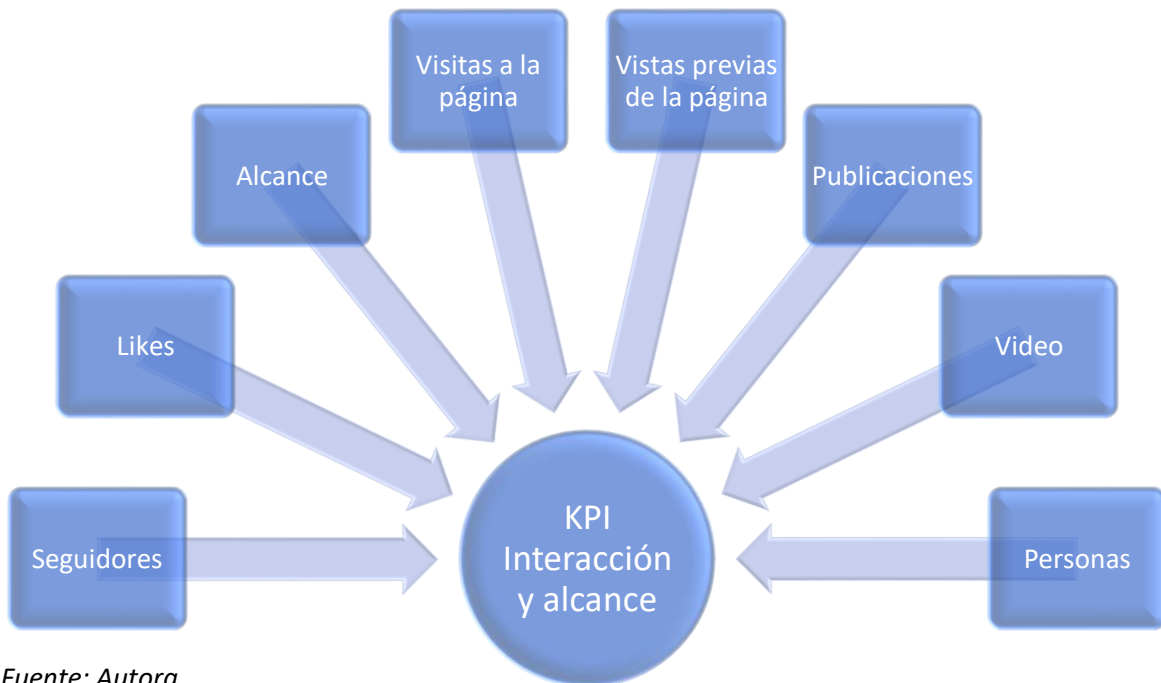 Visitas a la
página
Vistas previas
de la página
Alcance
Publicaciones
Likes
Video
Seguidores
KPI
Interacción
y alcance
Personas
Fuente: Autora